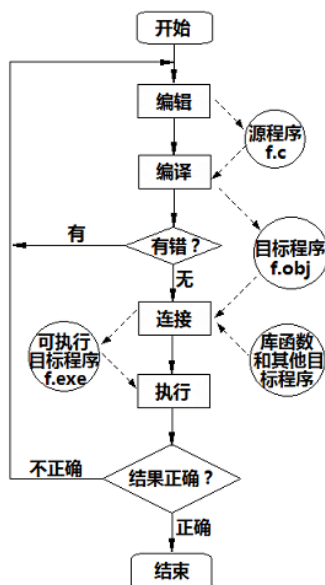 开始
编辑
源程序
f.c
编译
有
有错？
目标程序
f.obj
无
连接
可执行
目标程序
f.exe
库函数
和其他目
标程序
执行
不正确
结果正确？
正确
结束